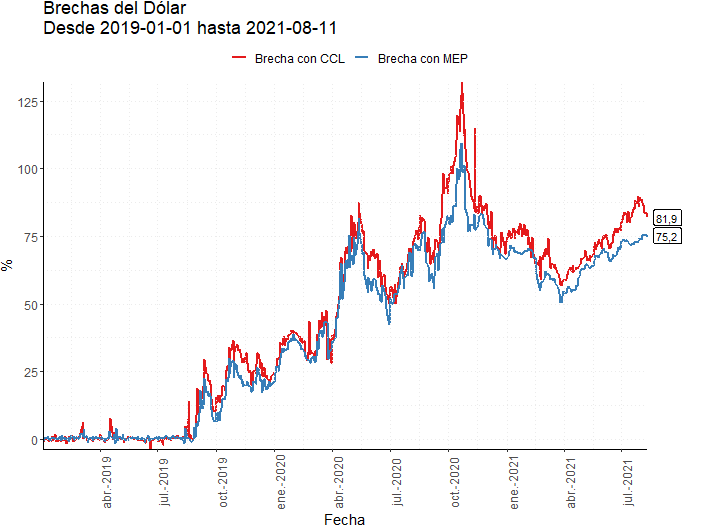 Brechas del Dólar
Desde 2019-01-01 hasta 2021-08-11
Brecha con CCL Brecha con MEP
125
100
75
50
25
0
%
81,9
75,2
abr.-2019 jul.-2019 oct.-2019 ene.-2020 abr.-2020 jul.-2020 oct.-2020 ene.-2021 abr.-2021 jul.-2021
Fecha